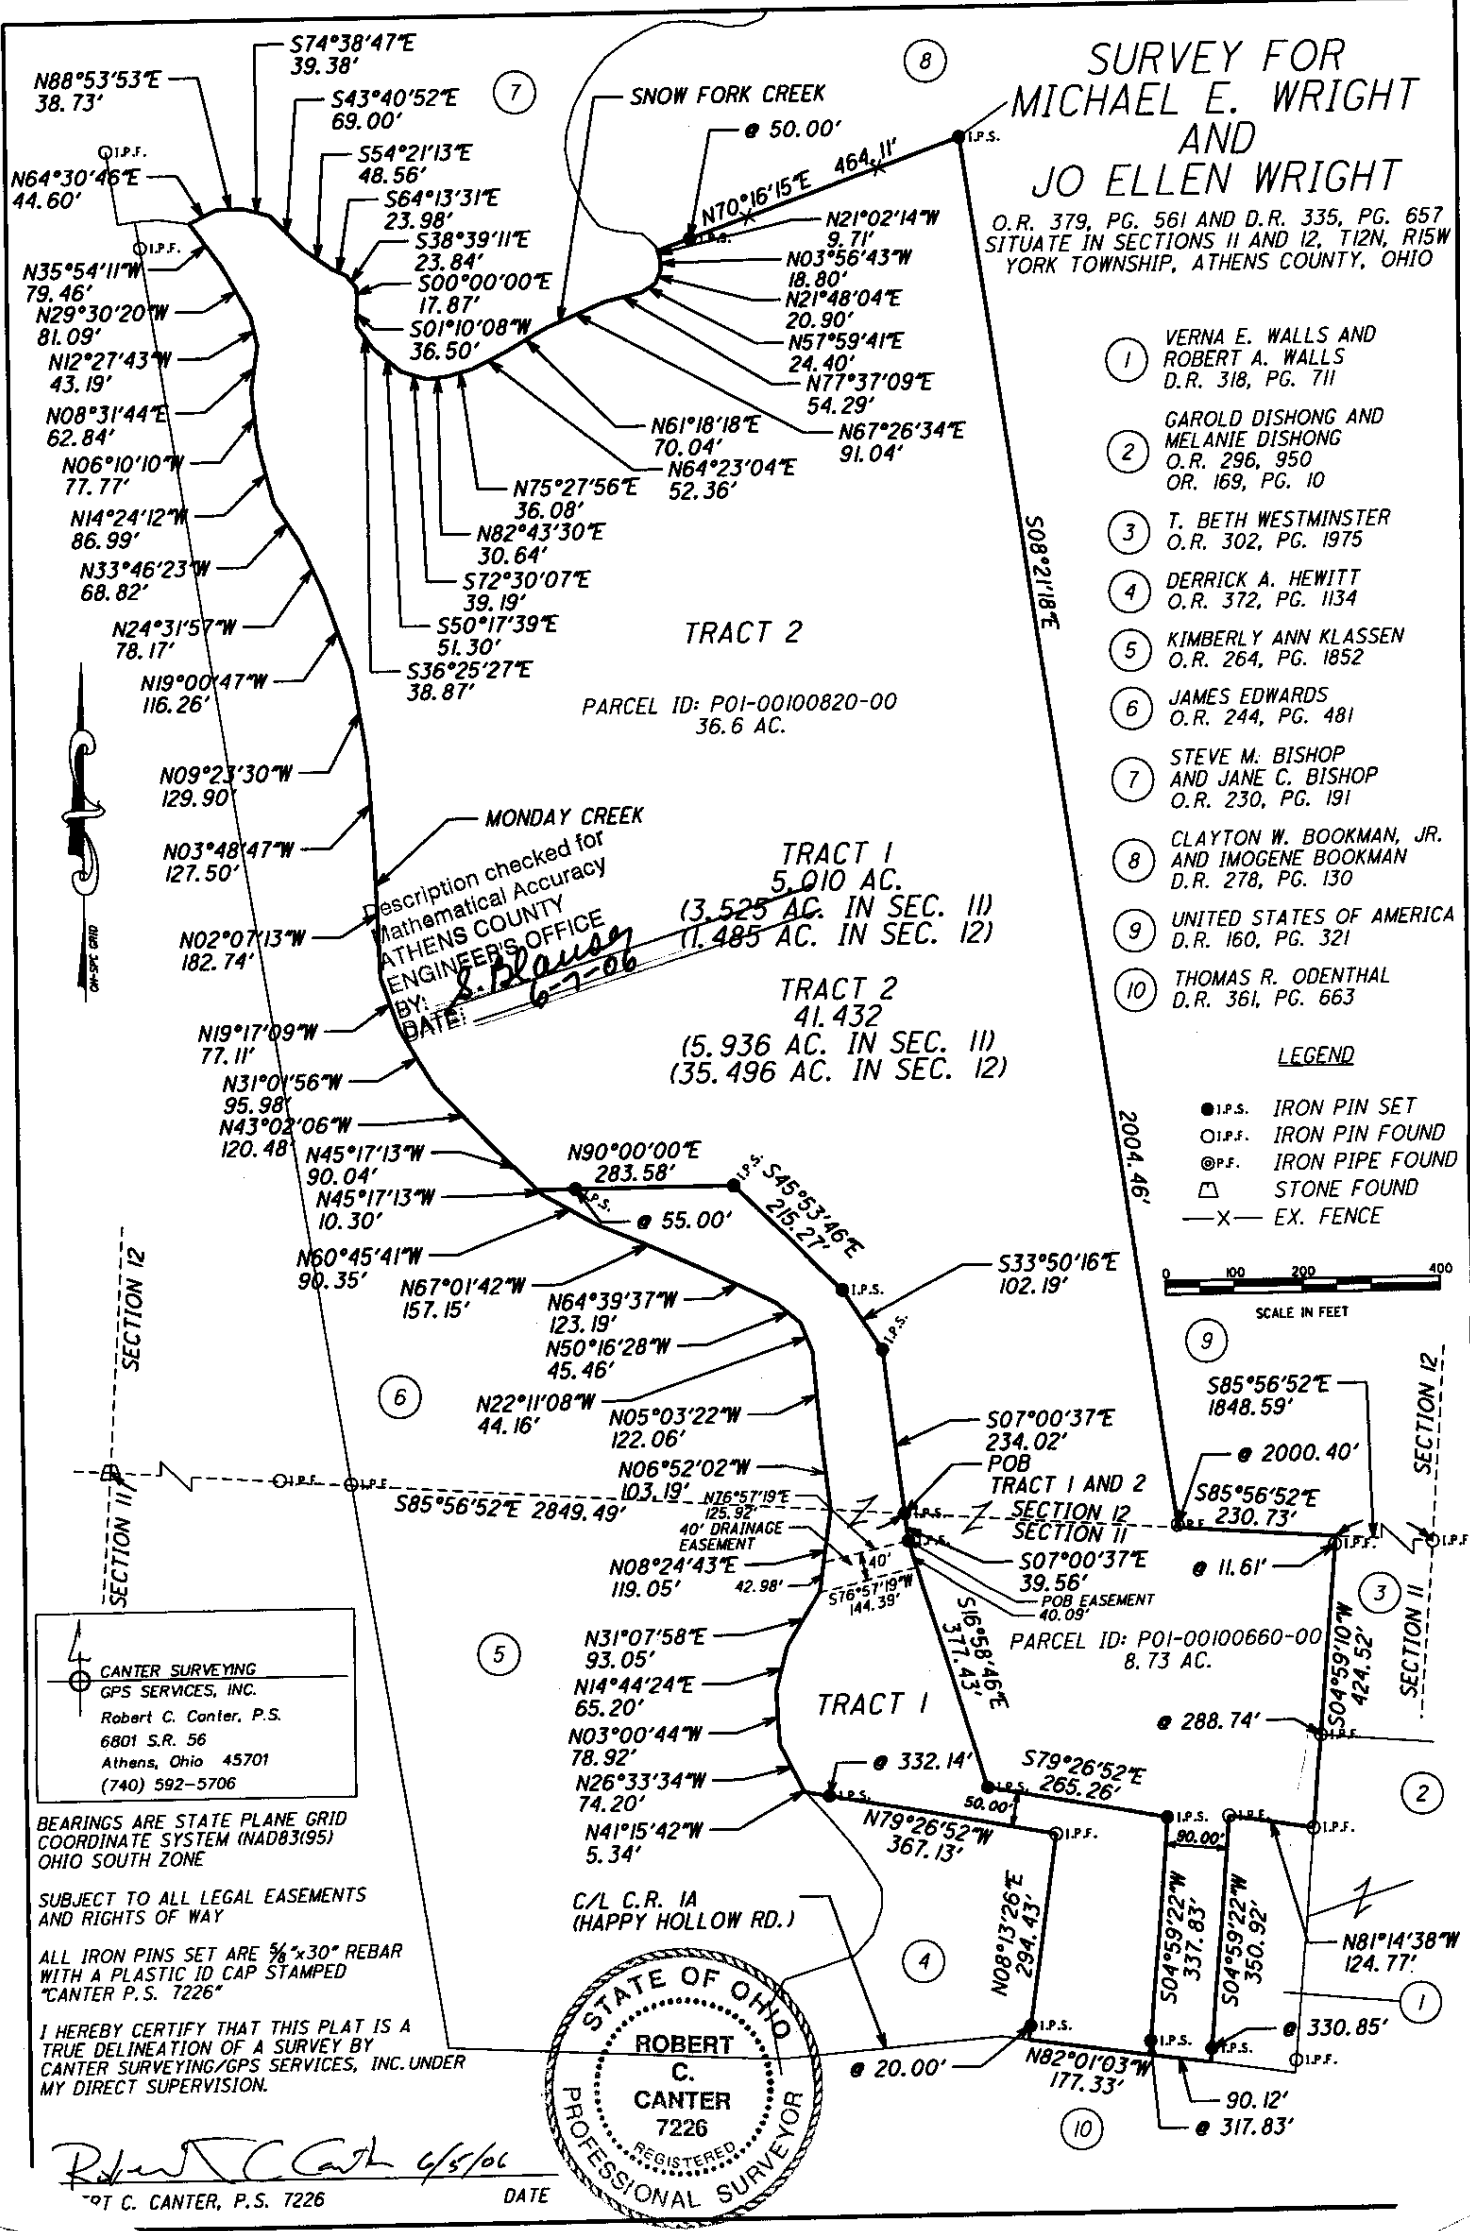 SURVEY FOR
MICHAEL E. WRIGHT
AND
JO ELLEN WRIGHT
O.R. 379, PG. 561 AND D.R. 335, PG. 657
SITUATE IN SECTIONS 11 AND 12, T12N, R15W
YORK TOWNSHIP, ATHENS COUNTY, OHIO
1
VERNA E. WALLS AND
ROBERT A. WALLS
D.R. 318, PG. 711
2
GAROLD DISHONG AND
MELANIE DISHONG
O.R. 296, 950
OR. 169, PG. 10
3
T. BETH WESTMINSTER
O.R. 302, PG. 1975
4
DERRICK A. HEWITT
O.R. 372, PG. 1134
5
KIMBERLY ANN KLASSEN
O.R. 264, PG. 1852
6
JAMES EDWARDS
O.R. 244, PG. 481
7
STEVE M. BISHOP
AND JANE C. BISHOP
O.R. 230, PG. 191
8
CLAYTON W. BOOKMAN, JR.
AND IMOGENE BOOKMAN
D.R. 278, PG. 130
9
UNITED STATES OF AMERICA
D.R. 160, PG. 321
10
THOMAS R. ODENTHAL
D.R. 361, PG. 663
LEGEND
I.P.S. IRON PIN SET
I.P.F. IRON PIN FOUND
P.F. IRON PIPE FOUND
STONE FOUND
X EX. FENCE
0 100 200 400
SCALE IN FEET
S74°38'47"E
39.38'
N88°53'53"E
38.73'
S43°40'52"E
69.00'
7
8
SNOW FORK CREEK
@ 50.00'
I.P.S.
464.11'
N70°16'15"E
I.P.S.
I.P.F.
S54°21'13"E
48.56'
N64°30'46"E
44.60'
S64°13'31"E
23.98'
N21°02'14"W
9.71'
I.P.F.
S38°39'11"E
23.84'
N03°56'43"W
18.80'
N35°54'11"W
79.46'
S00°00'00"E
17.87'
N21°48'04"E
20.90'
N29°30'20"W
81.09'
S01°10'08"W
36.50'
N57°59'41"E
24.40'
N12°27'43"W
43.19'
N77°37'09"E
54.29'
N08°31'44"E
62.84'
N61°18'18"E
70.04'
N67°26'34"E
91.04'
N06°10'10"W
77.77'
N64°23'04"E
52.36'
N75°27'56"E
36.08'
N14°24'12"W
86.99'
N82°43'30"E
30.64'
S08°21'18"E
N33°46'23"W
68.82'
S72°30'07"E
39.19'
N24°31'57"W
78.17'
S50°17'39"E
51.30'
TRACT 2
N19°00'47"W
116.26'
S36°25'27"E
38.87'
PARCEL ID: P01-00100820-00
36.6 AC.
N09°23'30"W
129.90'
MONDAY CREEK
N03°48'47"W
127.50'
Description checked for
Mathematical Accuracy
ATHENS COUNTY
ENGINEER'S OFFICE
BY: S. Blauser
DATE: 6-7-06
TRACT 1
5.010 AC.
(3.525 AC. IN SEC. 11)
(1.485 AC. IN SEC. 12)
OH-SPC GRID
N02°07'13"W
182.74'
TRACT 2
41.432
(5.936 AC. IN SEC. 11)
(35.496 AC. IN SEC. 12)
N19°17'09"W
77.11'
N31°01'56"W
95.98'
N43°02'06"W
120.48'
2004.46'
N45°17'13"W
90.04'
N90°00'00"E
283.58'
I.P.S.
S45°53'46"E
215.27'
N45°17'13"W
10.30'
I.P.S.
@ 55.00'
N60°45'41"W
90.35'
SECTION 12
N67°01'42"W
157.15'
S33°50'16"E
102.19'
I.P.S.
N64°39'37"W
123.19'
I.P.S.
N50°16'28"W
45.46'
9
6
N22°11'08"W
44.16'
S85°56'52"E
1848.59'
SECTION 12
N05°03'22"W
122.06'
S07°00'37"E
234.02'
@ 2000.40'
N06°52'02"W
103.19'
POB
TRACT 1 AND 2
S85°56'52"E
230.73'
I.P.F.
I.P.F.
S85°56'52"E 2849.49'
N76°57'19"E
125.92'
I.P.S.
SECTION 12
SECTION 11
I.P.F.
I.P.F.
I.P.F.
40' DRAINAGE
EASEMENT
I.P.S.
SECTION 11
N08°24'43"E
119.05'
40'
S07°00'37"E
39.56'
@ 11.61'
42.98'
S76°57'19"W
144.39'
POB EASEMENT
40.09'
3
SECTION 11
S16°58'46"E
377.43'
N31°07'58"E
93.05'
PARCEL ID: P01-00100660-00
8.73 AC.
S04°59'10"W
424.52'
5
N14°44'24"E
65.20'
TRACT 1
N03°00'44"W
78.92'
@ 288.74'
I.P.F.
@ 332.14'
S79°26'52"E
265.26'
N26°33'34"W
74.20'
I.P.S.
I.P.S.
50.00'
2
N79°26'52"W
367.13'
I.P.F.
I.P.S.
I.P.F.
I.P.F.
90.00'
N41°15'42"W
5.34'
C/L C.R. 1A
(HAPPY HOLLOW RD.)
N08°13'26"E
294.43'
S04°59'22"W
337.83'
S04°59'22"W
350.92'
N81°14'38"W
124.77'
4
1
I.P.S.
I.P.S.
I.P.S.
@ 330.85'
I.P.F.
@ 20.00'
N82°01'03"W
177.33'
90.12'
10
@ 317.83'
CANTER SURVEYING
GPS SERVICES, INC.
Robert C. Canter, P.S.
6801 S.R. 56
Athens, Ohio 45701
(740) 592-5706
BEARINGS ARE STATE PLANE GRID
COORDINATE SYSTEM (NAD83(95)
OHIO SOUTH ZONE
SUBJECT TO ALL LEGAL EASEMENTS
AND RIGHTS OF WAY
ALL IRON PINS SET ARE 5/8"x30" REBAR
WITH A PLASTIC ID CAP STAMPED
"CANTER P.S. 7226"
I HEREBY CERTIFY THAT THIS PLAT IS A
TRUE DELINEATION OF A SURVEY BY
CANTER SURVEYING/GPS SERVICES, INC. UNDER
MY DIRECT SUPERVISION.
Robert C Canter 6/5/06
C. CANTER, P.S. 7226
DATE
STATE OF OHIO
ROBERT
C.
CANTER
7226
REGISTERED
PROFESSIONAL SURVEYOR